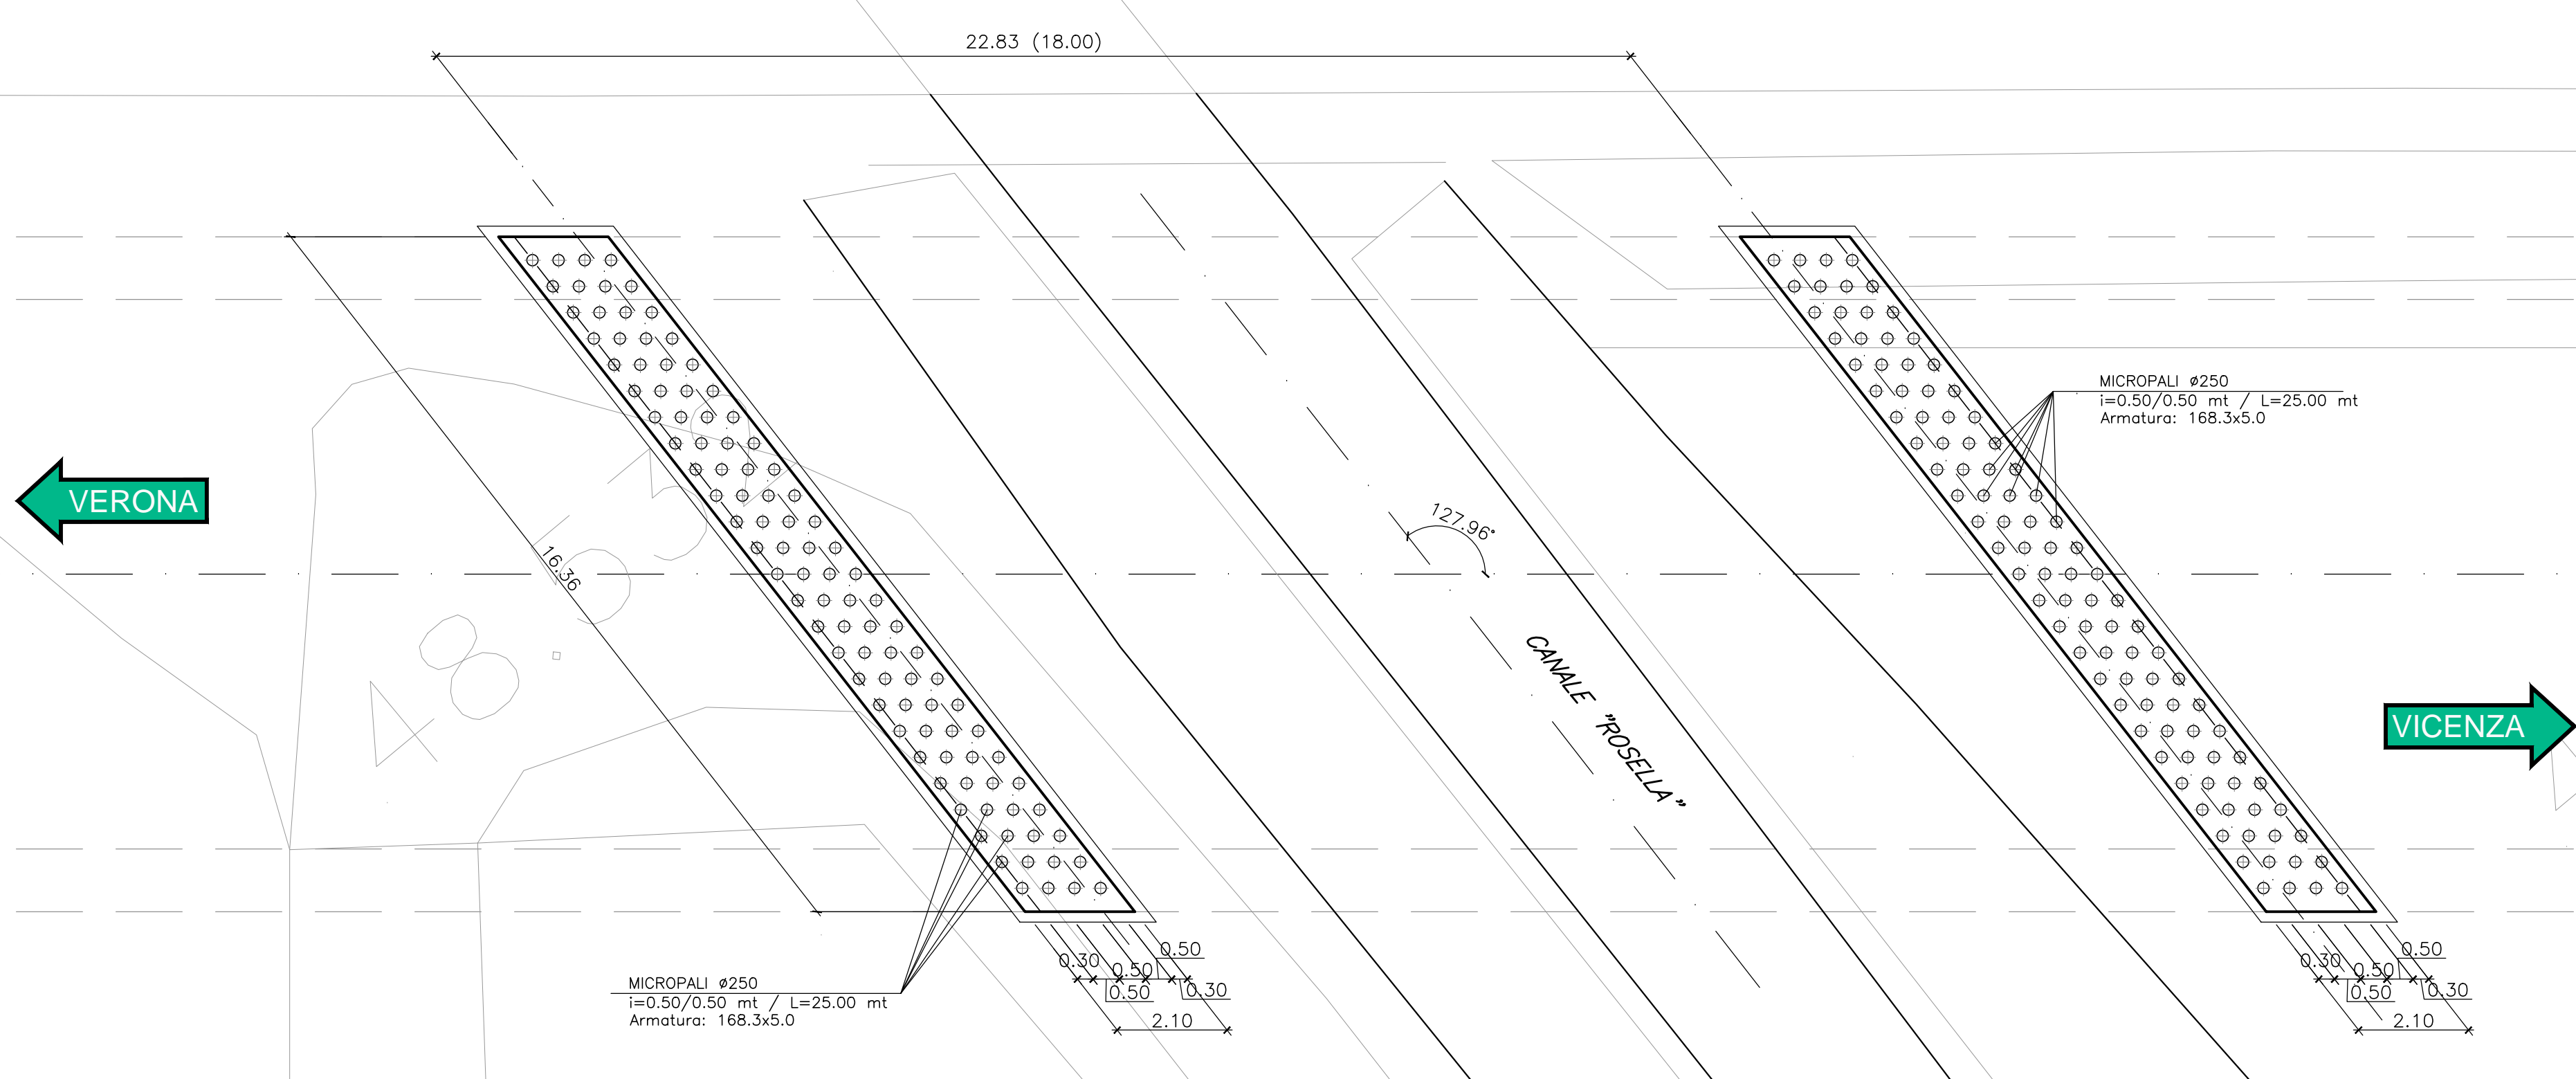 22.83 (18.00)
MICROPALI ø250
i=0.50/0.50 mt / L=25.00 mt
Armatura: 168.3x5.0
VERONA
127.96°
16.36
CANALE "ROSELLA"
VICENZA
0.50
0.30
0.50
0.50
0.30
2.10
0.50
0.30
0.50
0.50
0.30
2.10
MICROPALI ø250
i=0.50/0.50 mt / L=25.00 mt
Armatura: 168.3x5.0